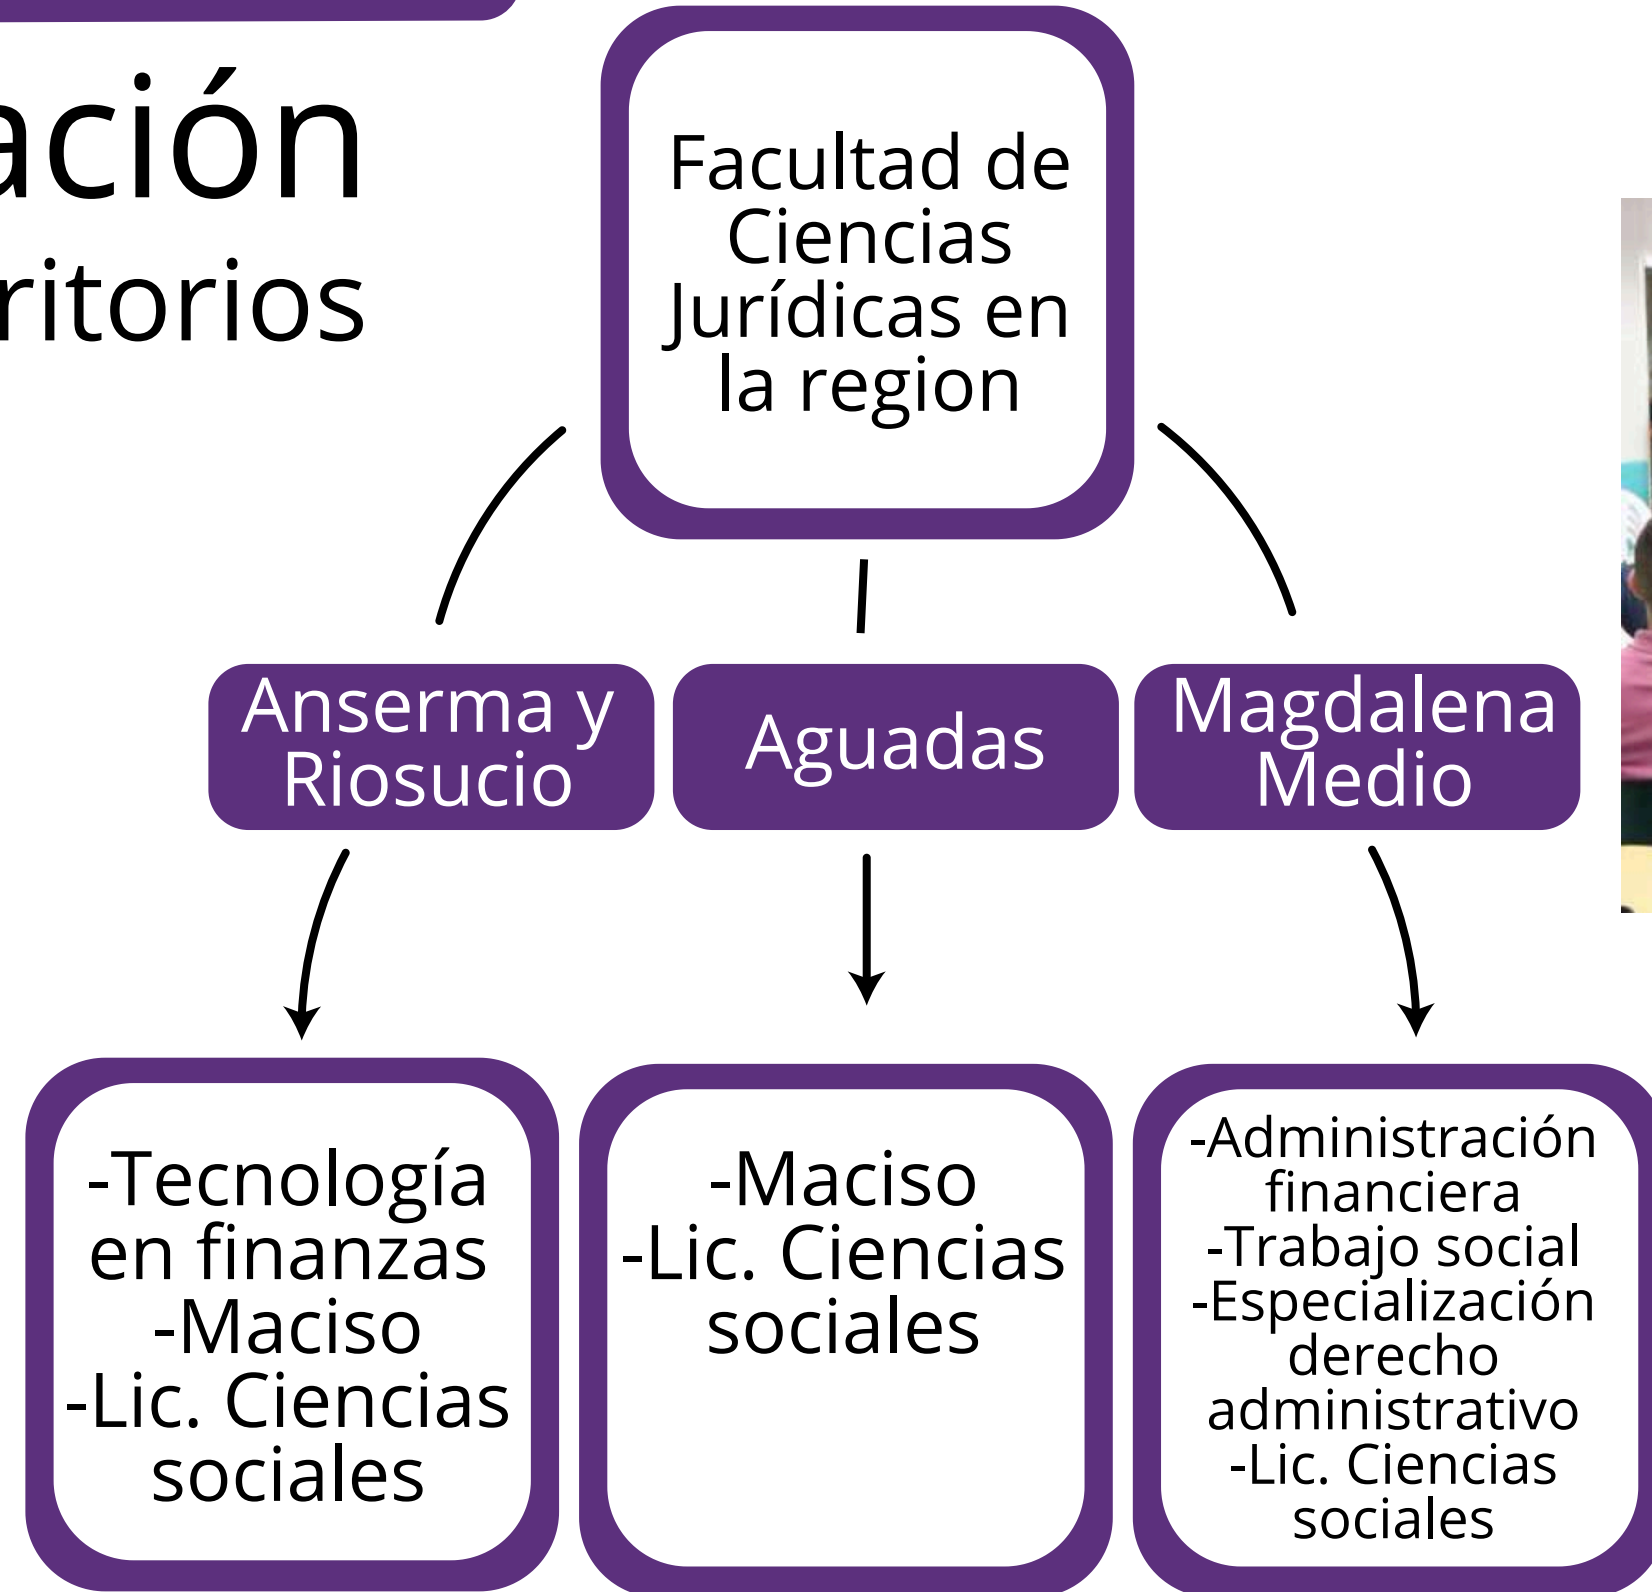 ación
ritorios
Facultad de
Ciencias
Jurídicas en
la region
Anserma y
Riosucio
Aguadas
Magdalena
Medio
-Tecnología
en finanzas
-Maciso
-Lic. Ciencias
sociales
-Maciso
-Lic. Ciencias
sociales
-Administración
financiera
-Trabajo social
-Especialización
derecho
administrativo
-Lic. Ciencias
sociales